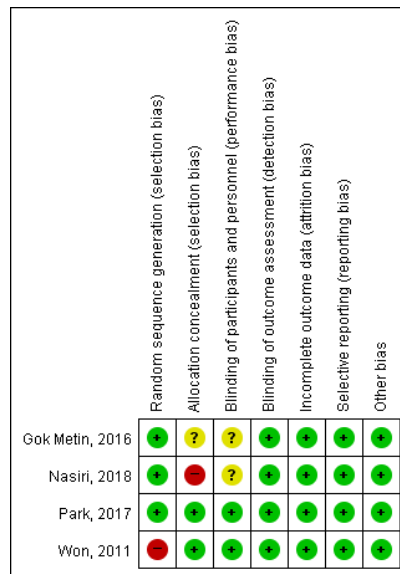 Random sequence generation (selection bias)
Allocation concealment (selection bias)
Blinding of participants and personnel (performance bias)
Blinding of outcome assessment (detection bias)
Incomplete outcome data (attrition bias)
Selective reporting (reporting bias)
Other bias
Gok Metin, 2016 + ? ? + + + +
Nasiri, 2018 + − ? + + + +
Park, 2017 + + + + + + +
Won, 2011 − + + + + + +